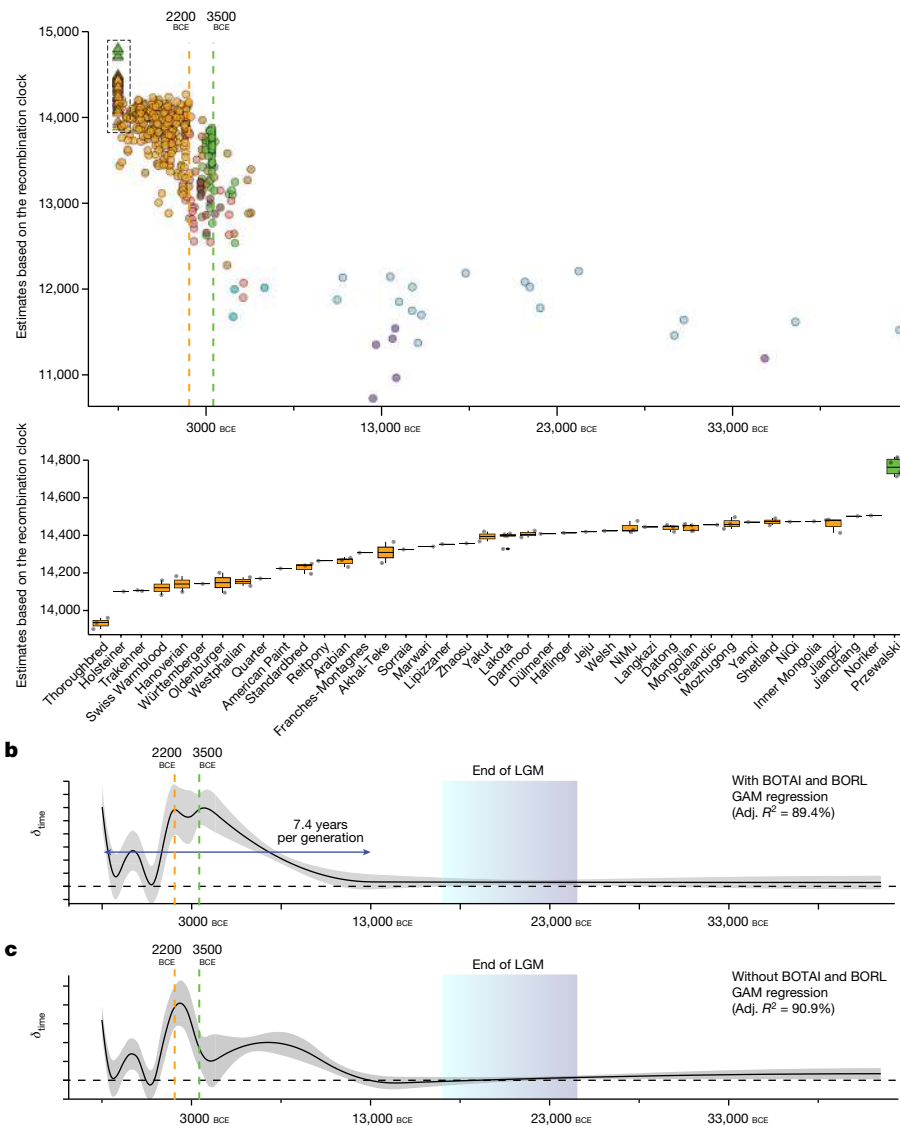 2200 3500
BCE BCE
15,000
14,000
13,000
12,000
11,000
Estimates based on the recombination clock
3000 BCE 13,000 BCE 23,000 BCE 33,000 BCE
14,800
14,600
14,400
14,200
14,000
Estimates based on the recombination clock
Thoroughbred
Holsteiner
Trakehner
Swiss Warmblood
Hanoverian
Württemberger
Oldenburger
Westphalian
Quarter
American Paint
Standardbred
Reitpony
Arabian
Franches-Montagnes
Akhal-Teke
Sorraia
Marwari
Lipizzaner
Zhaosu
Yakut
Lakota
Dartmoor
Dülmener
Haflinger
Jeju
Welsh
NiMu
Langkazi
Datong
Mongolian
Icelandic
Mozhugong
Yanqi
Shetland
NiQi
Inner Mongolia
Jiangzi
Jianchang
Noriker
Przewalski
b
2200 3500
BCE BCE
End of LGM
With BOTAI and BORL
GAM regression
(Adj. R² = 89.4%)
7.4 years
per generation
δtime
3000 BCE 13,000 BCE 23,000 BCE 33,000 BCE
c
2200 3500
BCE BCE
End of LGM
Without BOTAI and BORL
GAM regression
(Adj. R² = 90.9%)
δtime
3000 BCE 13,000 BCE 23,000 BCE 33,000 BCE